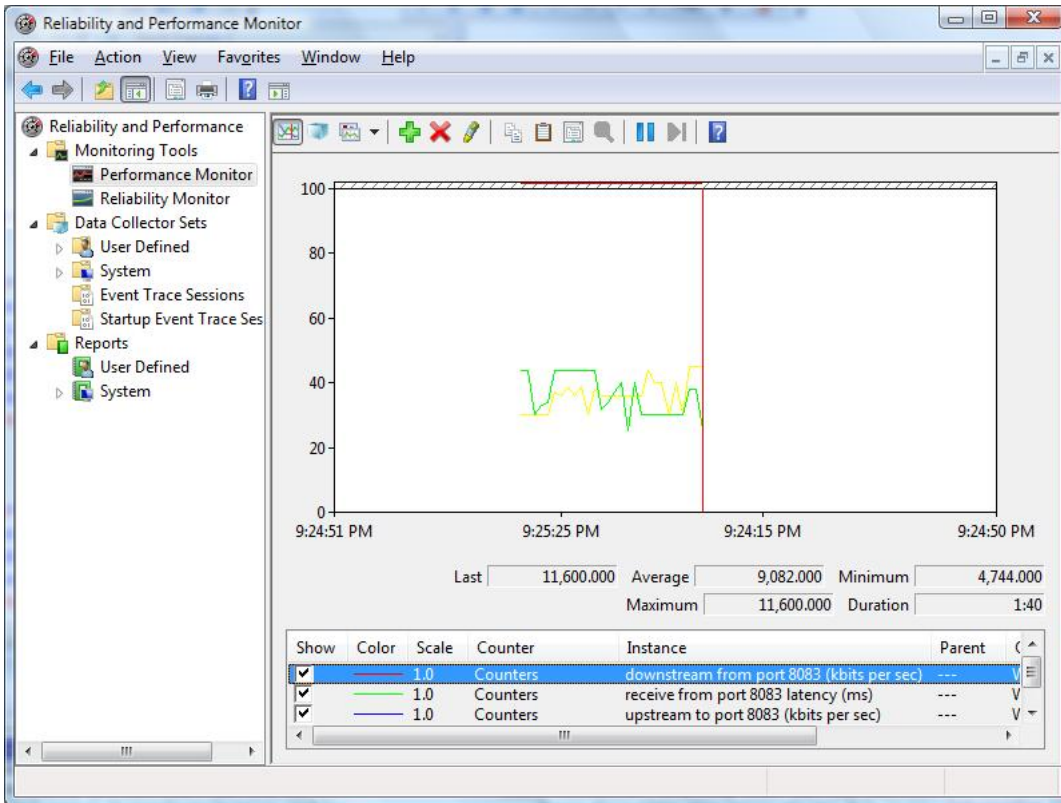 Reliability and Performance Monitor
File Action View Favorites Window Help
Reliability and Performance
Monitoring Tools
Performance Monitor
Reliability Monitor
Data Collector Sets
User Defined
System
Event Trace Sessions
Startup Event Trace Ses
Reports
User Defined
System
100
80
60
40
20
0
9:24:51 PM 9:25:25 PM 9:24:15 PM 9:24:50 PM
Last 11,600.000 Average 9,082.000 Minimum 4,744.000
Maximum 11,600.000 Duration 1:40
Show Color Scale Counter Instance Parent
1.0 Counters downstream from port 8083 (kbits per sec) --- V
1.0 Counters receive from port 8083 latency (ms) --- V
1.0 Counters upstream to port 8083 (kbits per sec) --- V